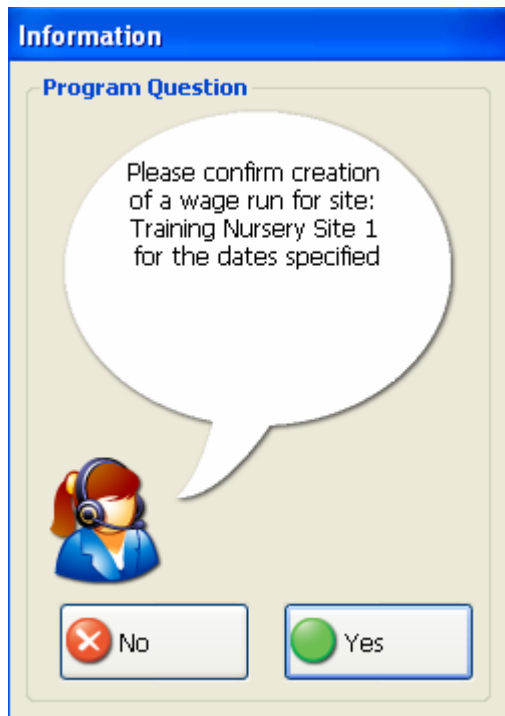 Information
Program Question
Please confirm creation
of a wage run for site:
Training Nursery Site 1
for the dates specified
No
Yes